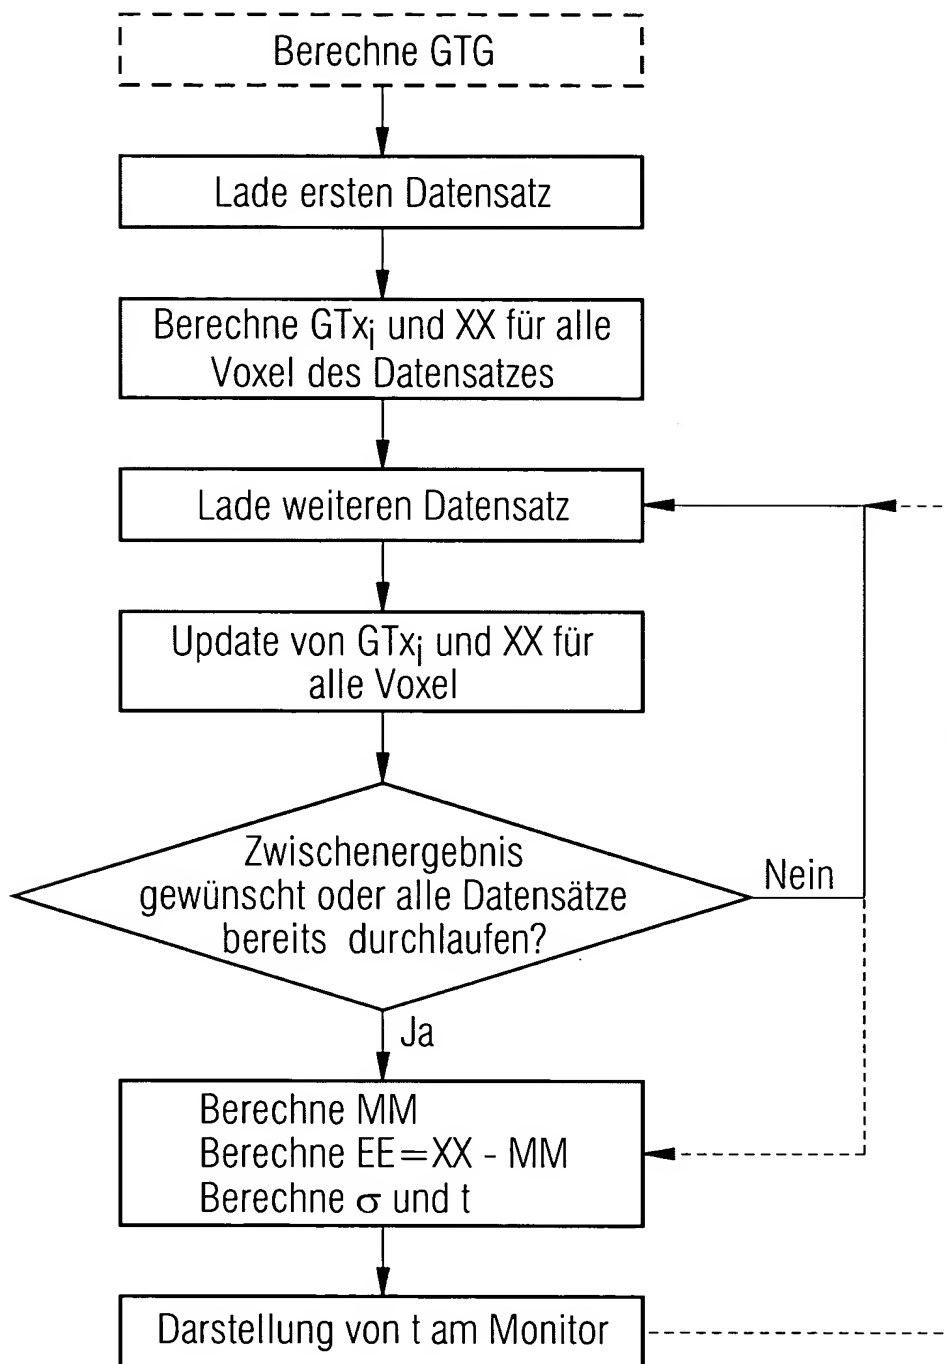 Berechne GTG
Lade ersten Datensatz
Berechne GTxj und XX für alle
Voxel des Datensatzes
Lade weiteren Datensatz
Update von GTxj und XX für
alle Voxel
Zwischenergebnis
gewünscht oder alle Datensätze
bereits durchlaufen?
Nein
Ja
Berechne MM
Berechne EE=XX - MM
Berechne σ und t
Darstellung von t am Monitor